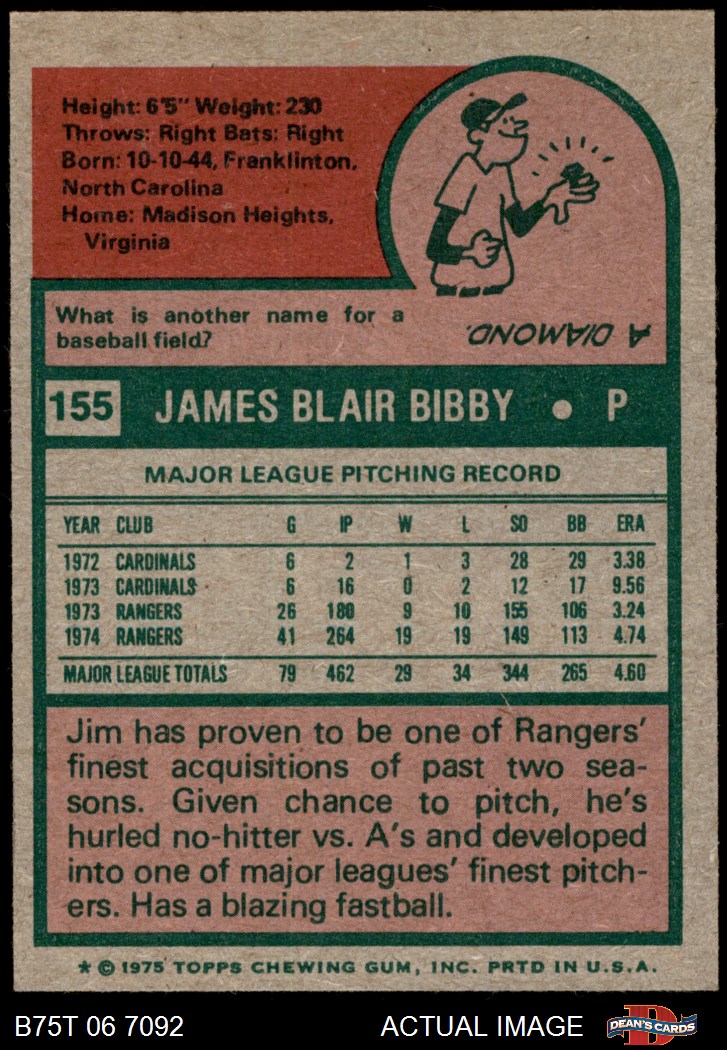 Height: 6'5" Weight: 230
Throws: Right Bats: Right
Born: 10-10-44, Franklinton,
North Carolina
Home: Madison Heights,
Virginia
What is another name for a
baseball field?
A DIAMOND.
155 JAMES BLAIR BIBBY • P
MAJOR LEAGUE PITCHING RECORD
YEAR CLUB G IP W L SO BB ERA
1972 CARDINALS 6 2 1 3 28 29 3.38
1973 CARDINALS 6 16 0 2 12 17 9.56
1973 RANGERS 26 180 9 10 155 106 3.24
1974 RANGERS 41 264 19 19 149 113 4.74
MAJOR LEAGUE TOTALS 79 462 29 34 344 265 4.60
Jim has proven to be one of Rangers'
finest acquisitions of past two sea-
sons. Given chance to pitch, he's
hurled no-hitter vs. A's and developed
into one of major leagues' finest pitch-
ers. Has a blazing fastball.
* © 1975 TOPPS CHEWING GUM, INC. PRTD IN U.S.A.
B75T 06 7092 ACTUAL IMAGE D DEAN'S CARDS